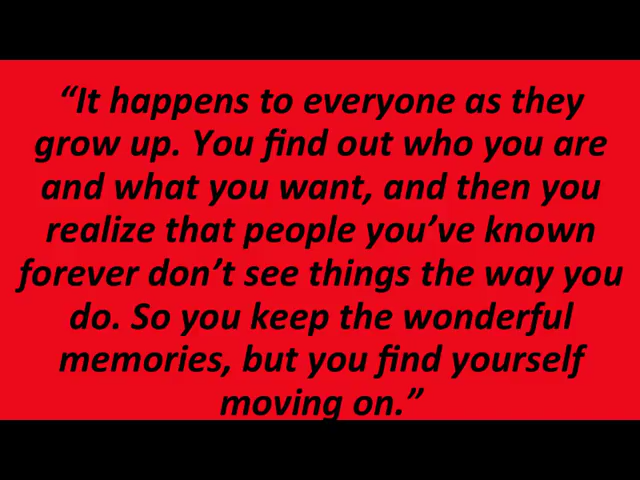 “It happens to everyone as they
grow up. You find out who you are
and what you want, and then you
realize that people you’ve known
forever don’t see things the way you
do. So you keep the wonderful
memories, but you find yourself
moving on.”